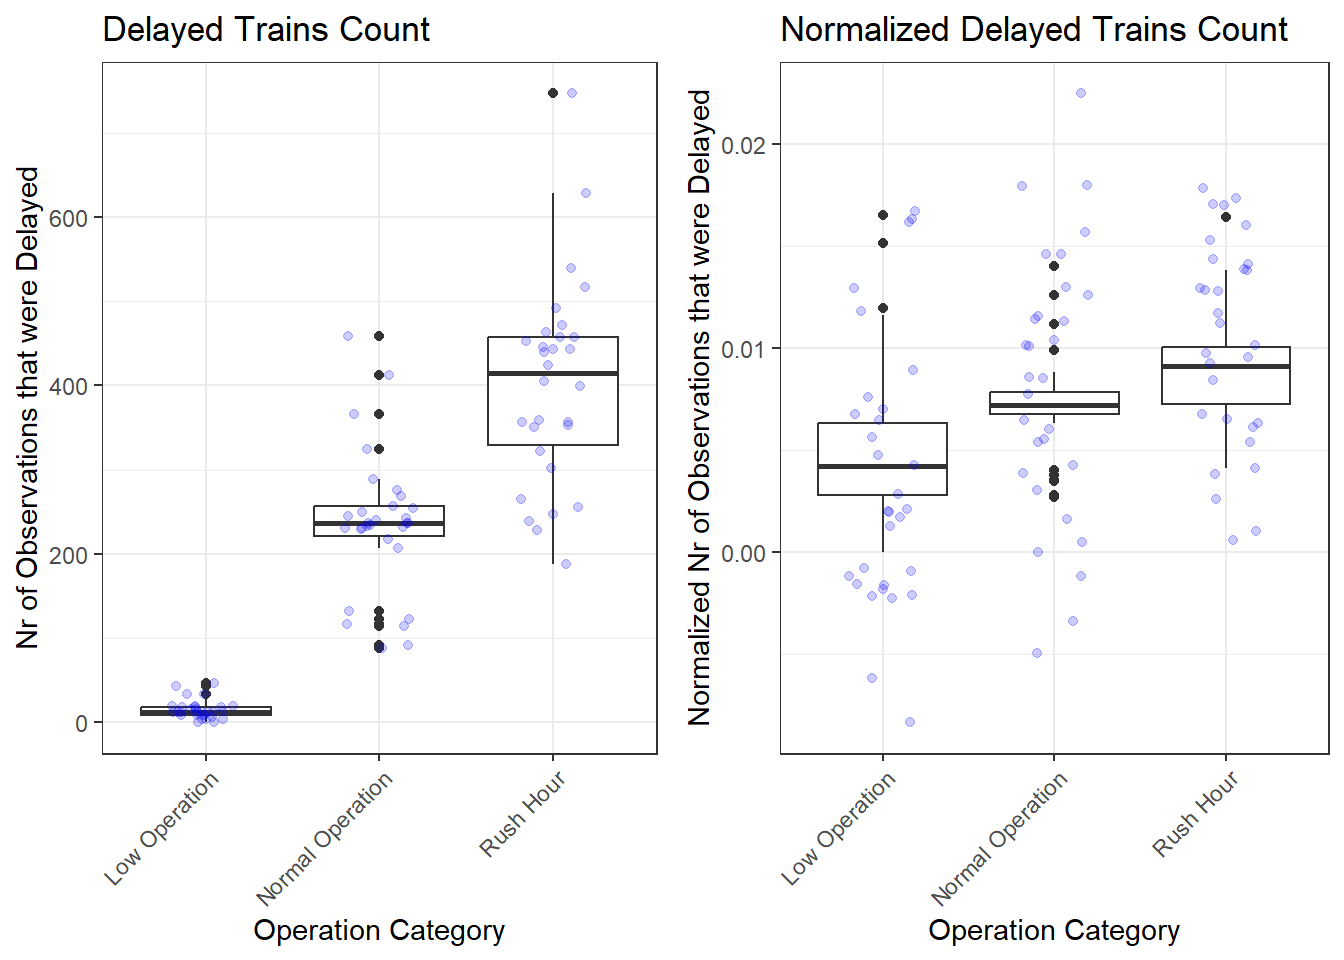 Delayed Trains Count
Nr of Observations that were Delayed
600
400
200
0
Low Operation
Normal Operation
Rush Hour
Operation Category
Normalized Delayed Trains Count
Normalized Nr of Observations that were Delayed
0.02
0.01
0.00
Low Operation
Normal Operation
Rush Hour
Operation Category